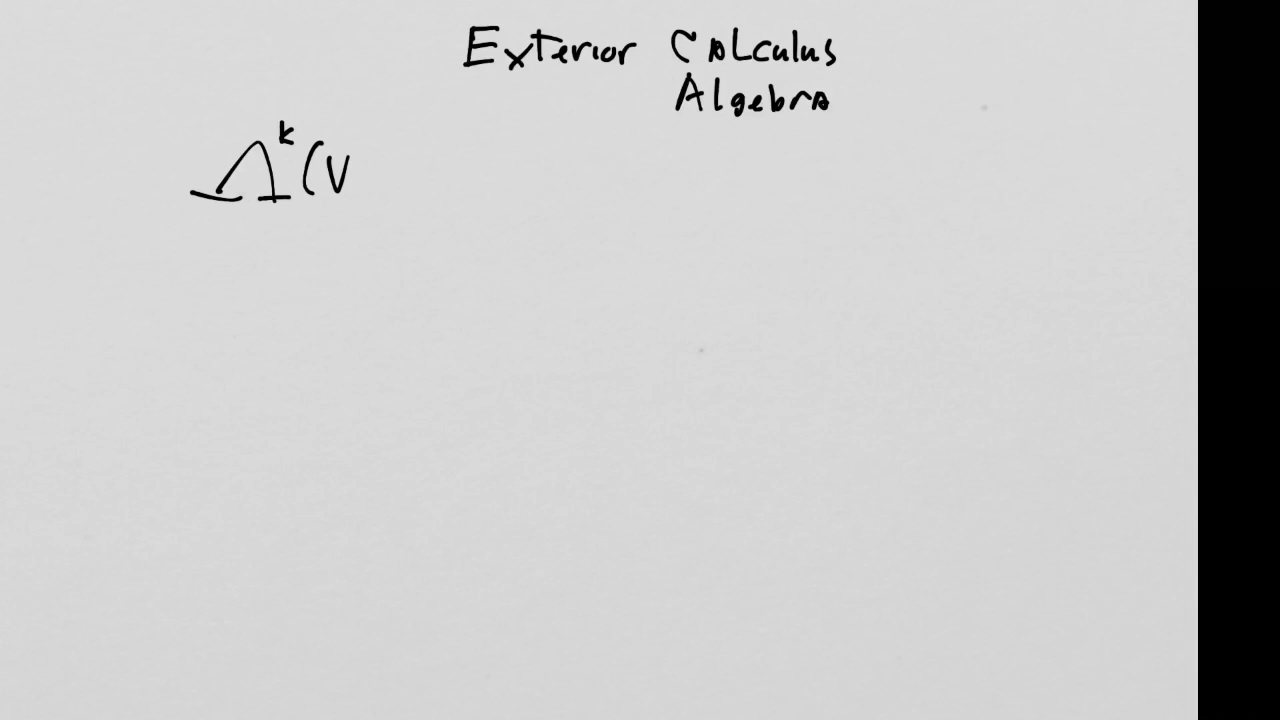 Exterior Calculus
Algebra
Λ^k (V